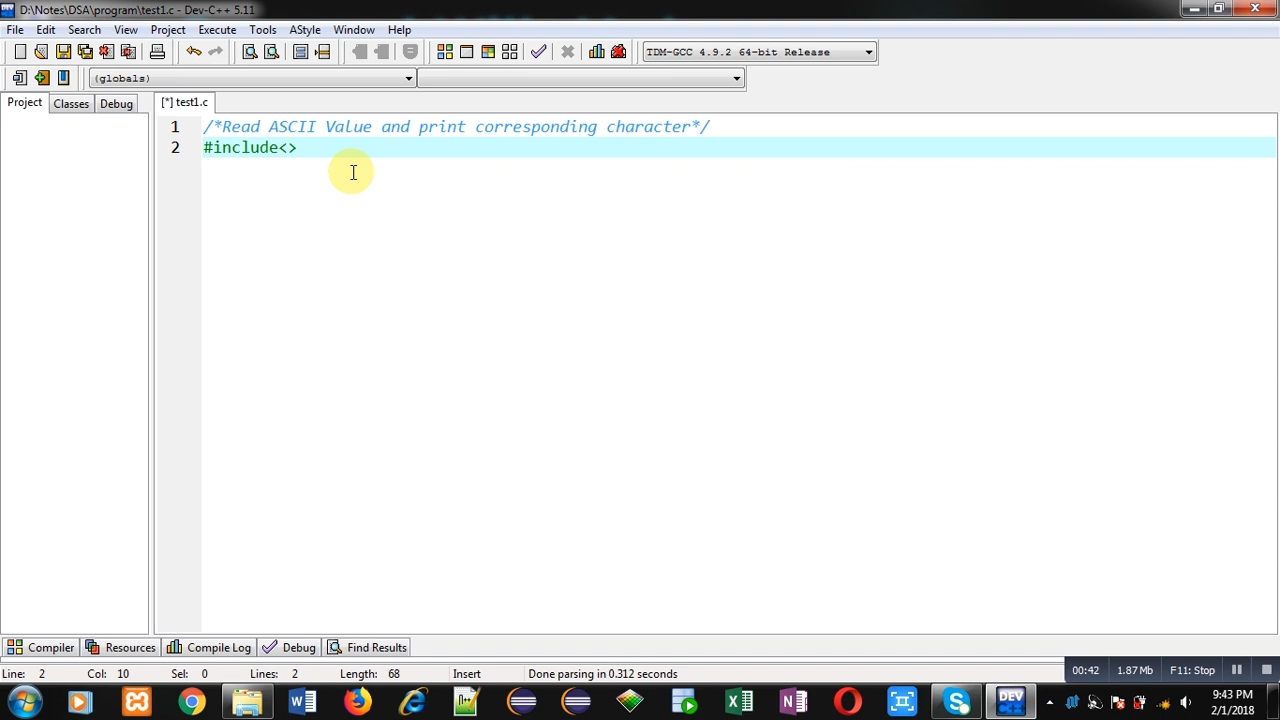 D:\Notes\DSA\program\test1.c - Dev-C++ 5.11
File Edit Search View Project Execute Tools AStyle Window Help
TDM-GCC 4.9.2 64-bit Release
(globals)
Project Classes Debug [*] test1.c
1 /*Read ASCII Value and print corresponding character*/
2 #include<>
Compiler Resources Compile Log Debug Find Results
Line: 2 Col: 10 Sel: 0 Lines: 2 Length: 68 Insert Done parsing in 0.312 seconds
00:42 1.87 Mb F11: Stop
DEV C++
9:43 PM
2/1/2018